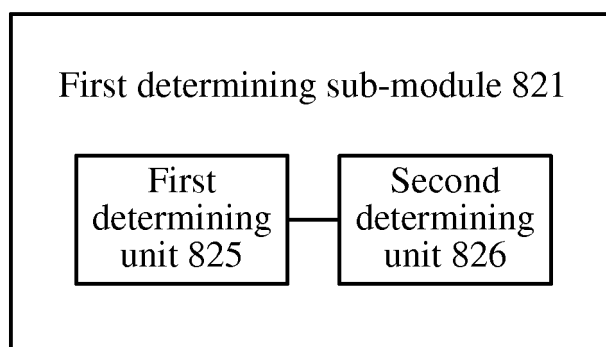 First determining sub-module 821
First
determining
unit 825
Second
determining
unit 826